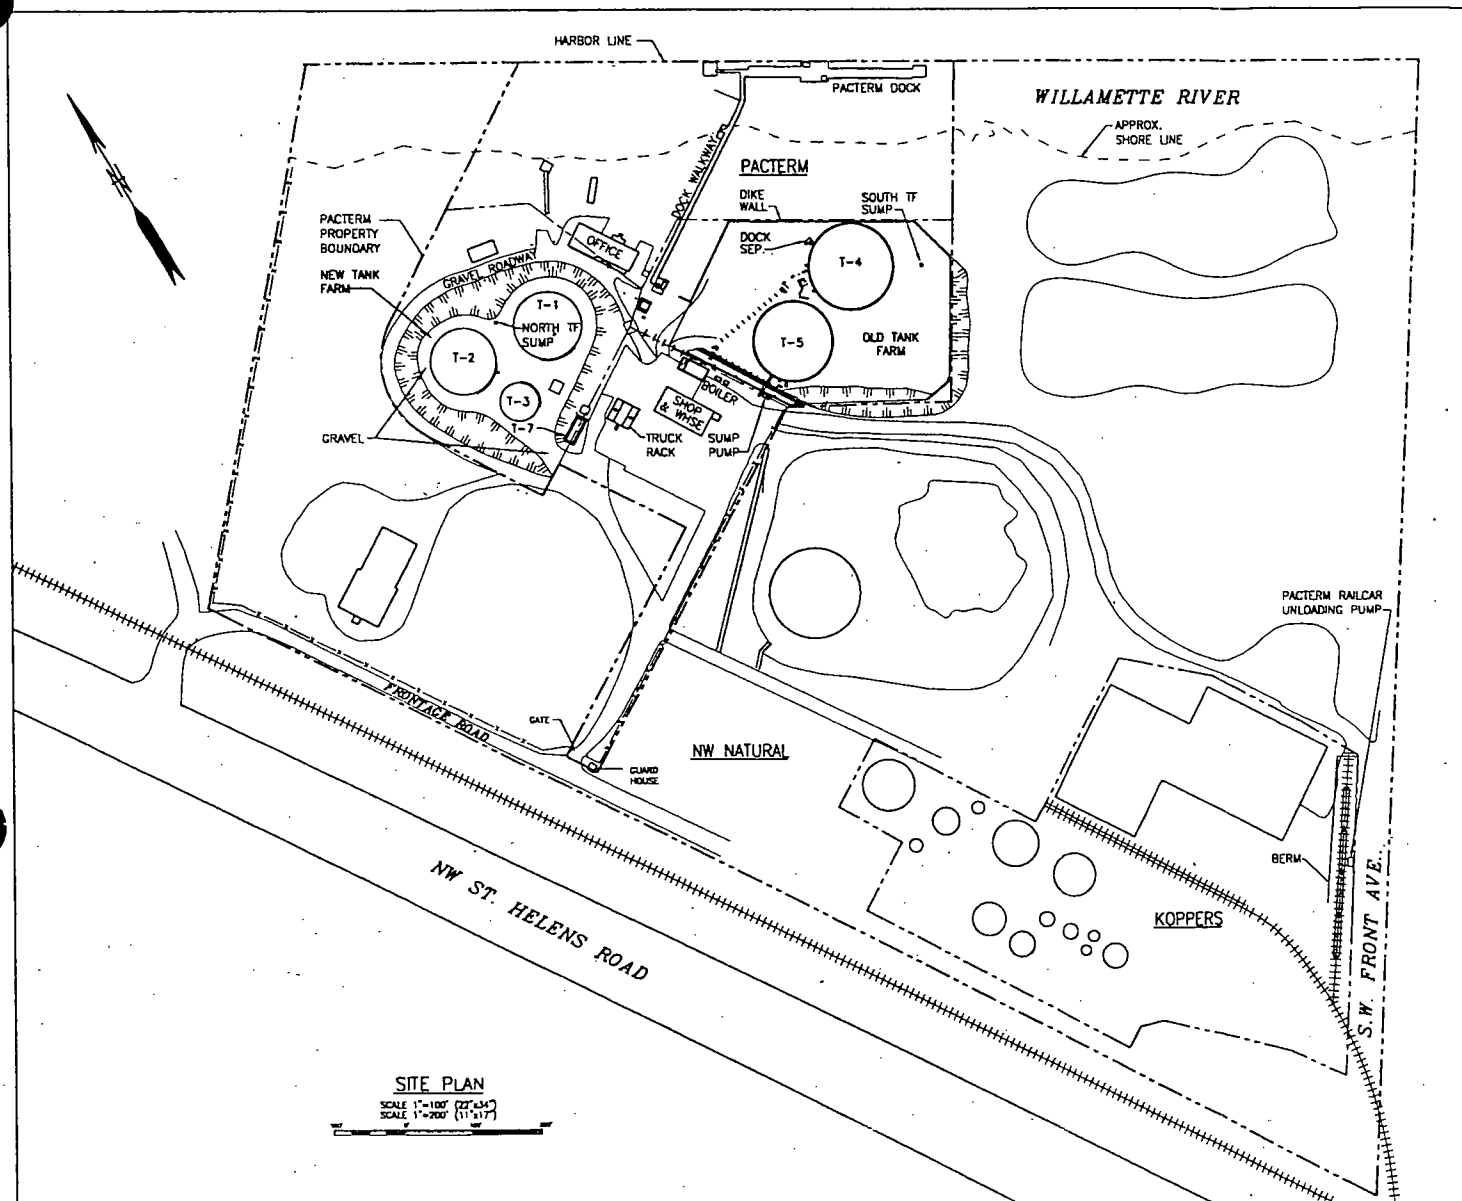 HARBOR LINE
PACTERM DOCK
WILLAMETTE RIVER
APPROX.
SHORE LINE
DOCK WALKWAY
PACTERM
DIKE
WALL
SOUTH TF
SUMP
PACTERM
PROPERTY
BOUNDARY
OFFICE
DOCK
SEP.
T-4
GRAVEL ROADWAY
NEW TANK
FARM
T-1
NORTH TF
SUMP
T-2
T-5
OLD TANK
FARM
T-3
BOILER
SHOP
& WHSE
T-7
GRAVEL
TRUCK
RACK
SUMP
PUMP
PACTERM RAILCAR
UNLOADING PUMP
FRONTAGE ROAD
GATE
NW NATURAL
GUARD
HOUSE
BERM
NW ST. HELENS ROAD
KOPPERS
S.W. FRONT AVE.
SITE PLAN
SCALE 1"=100' (22"x34")
SCALE 1"=200' (11"x17")